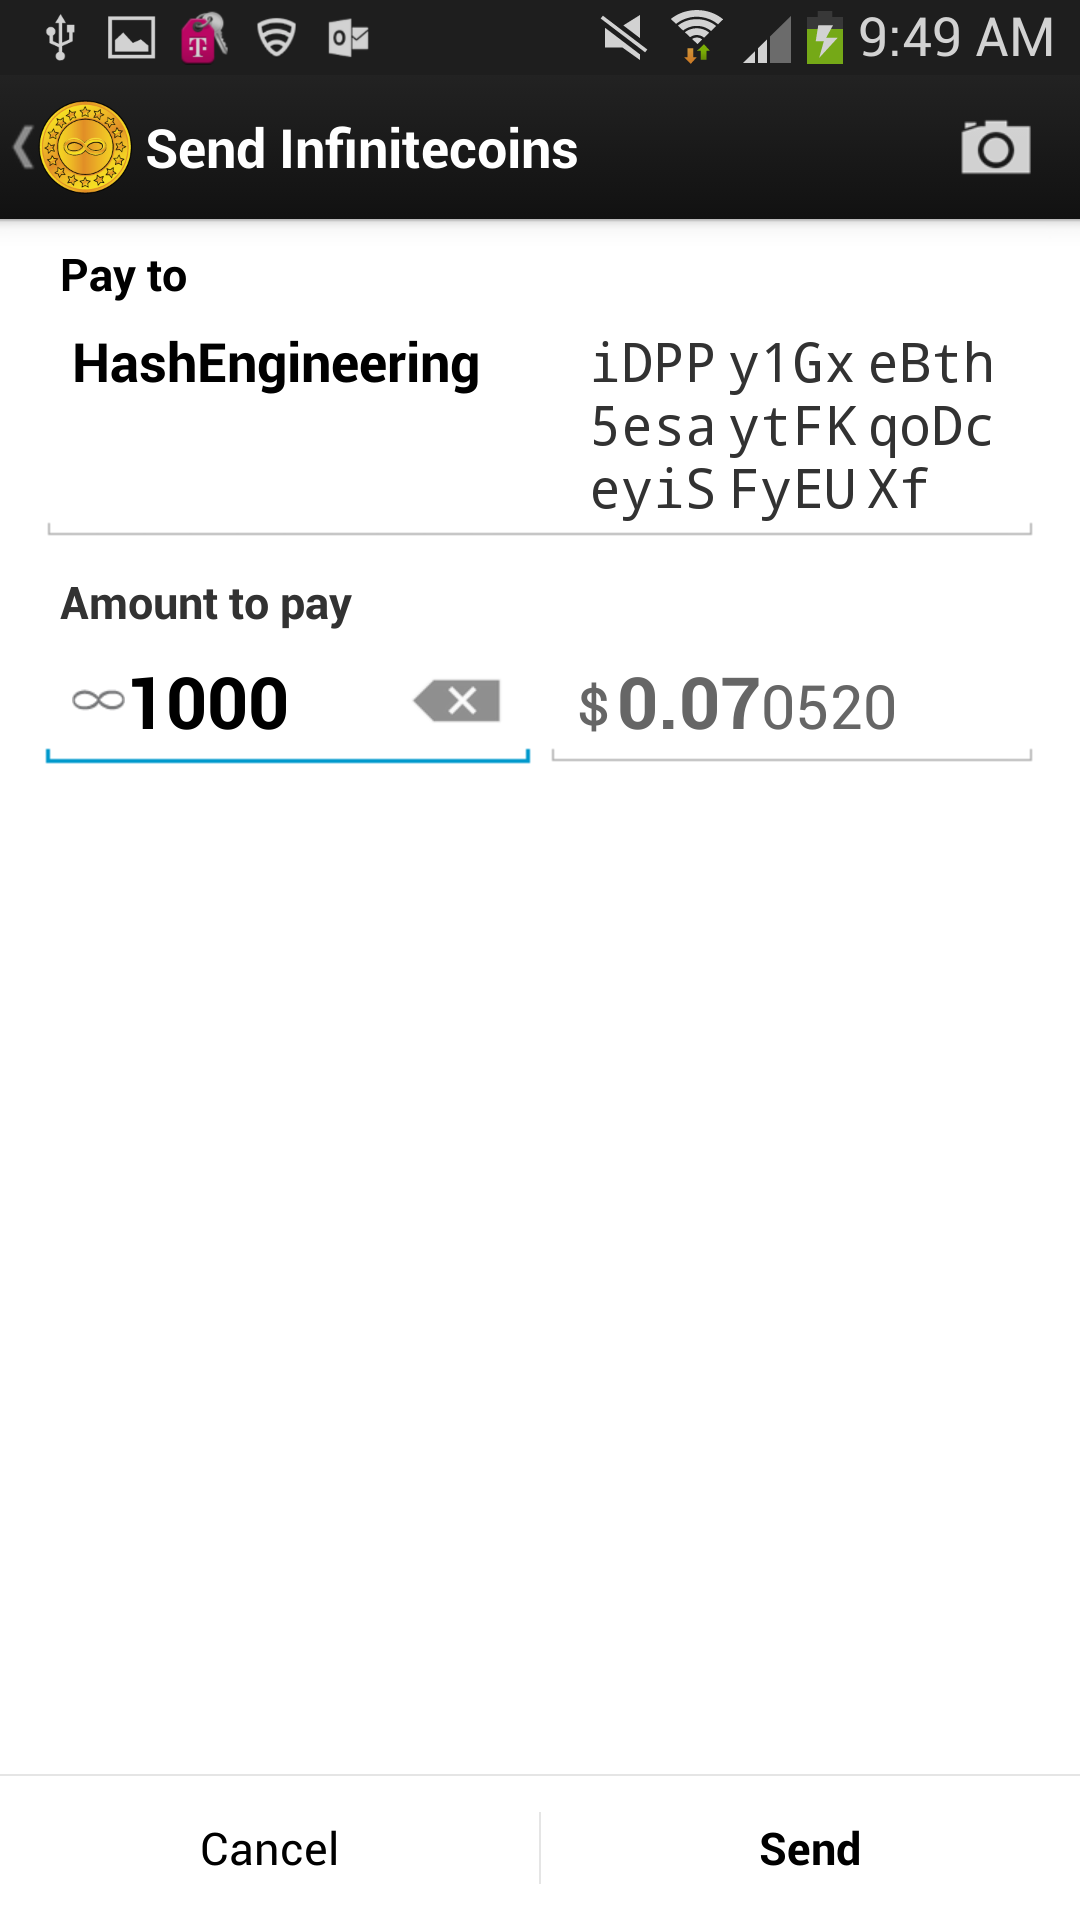 9:49 AM
Send Infinitecoins
Pay to
HashEngineering iDPP y1Gx eBth
5esa ytFK qoDc
eyiS FyEU Xf
Amount to pay
∞1000 $0.070520
Cancel Send